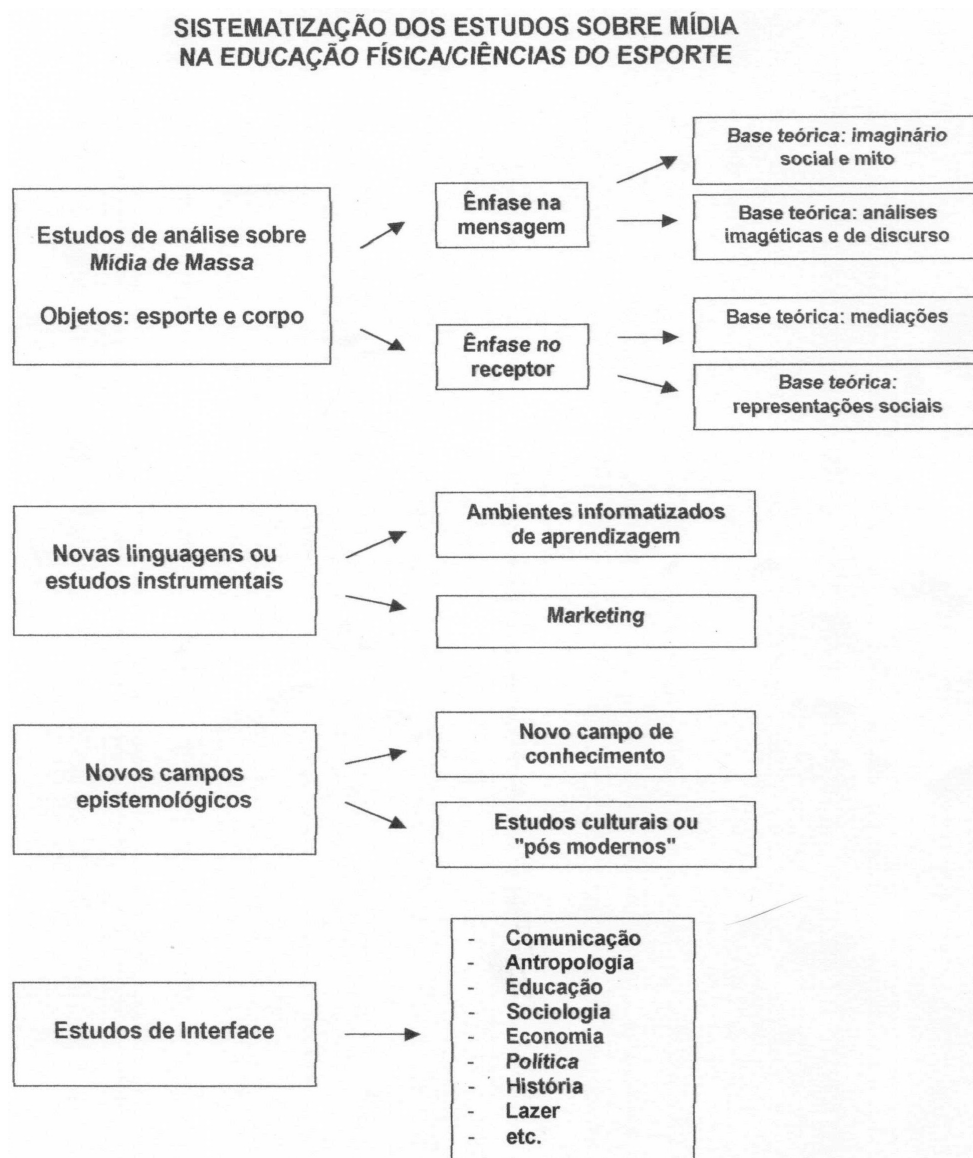 SISTEMATIZAÇÃO DOS ESTUDOS SOBRE MÍDIA
NA EDUCAÇÃO FÍSICA/CIÊNCIAS DO ESPORTE
Estudos de análise sobre
Mídia de Massa
Objetos: esporte e corpo
Ênfase na
mensagem
Base teórica: imaginário
social e mito
Base teórica: análises
imagéticas e de discurso
Ênfase no
receptor
Base teórica: mediações
Base teórica:
representações sociais
Novas linguagens ou
estudos instrumentais
Ambientes informatizados
de aprendizagem
Marketing
Novos campos
epistemológicos
Novo campo de
conhecimento
Estudos culturais ou
"pós modernos"
Estudos de Interface
- Comunicação
- Antropologia
- Educação
- Sociologia
- Economia
- Política
- História
- Lazer
- etc.